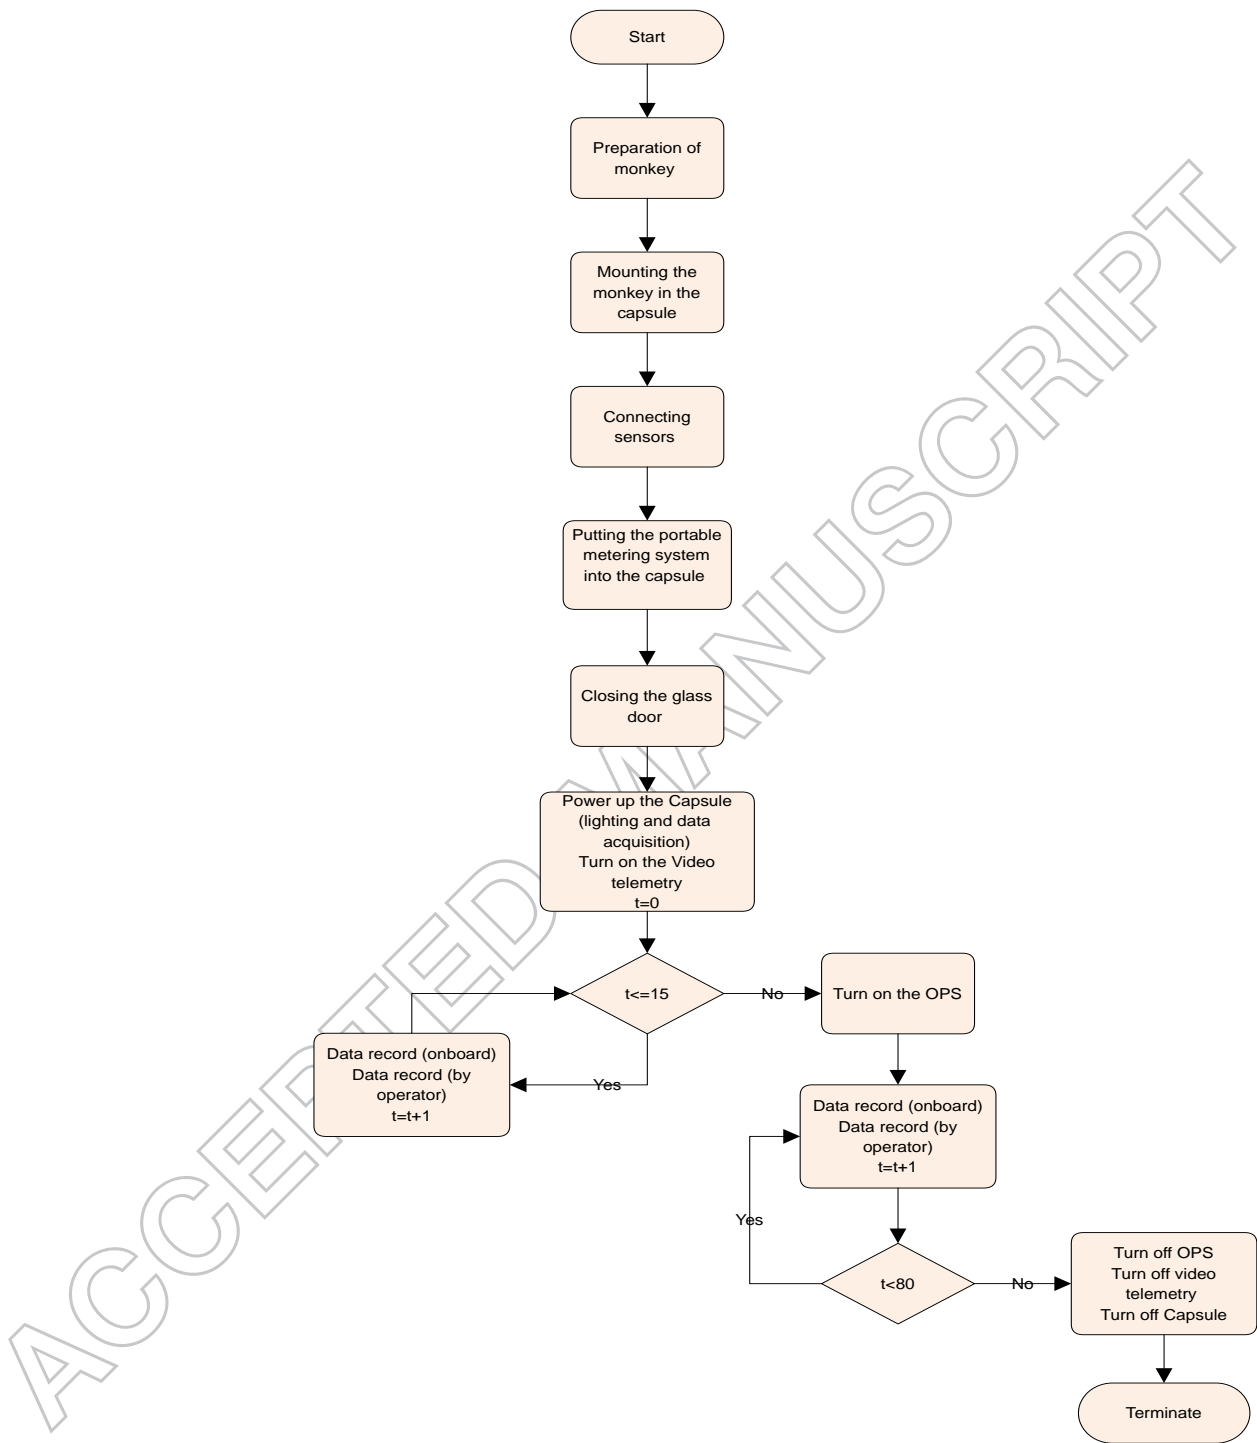 Start
Preparation of
monkey
Mounting the
monkey in the
capsule
Connecting
sensors
Putting the portable
metering system
into the capsule
Closing the glass
door
Power up the Capsule
(lighting and data
acquisition)
Turn on the Video
telemetry
t=0
t<=15
No
Turn on the OPS
Yes
Data record (onboard)
Data record (by
operator)
t=t+1
Data record (onboard)
Data record (by
operator)
t=t+1
Yes
t<80
No
Turn off OPS
Turn off video
telemetry
Turn off Capsule
Terminate
ACCEPTED MANUSCRIPT